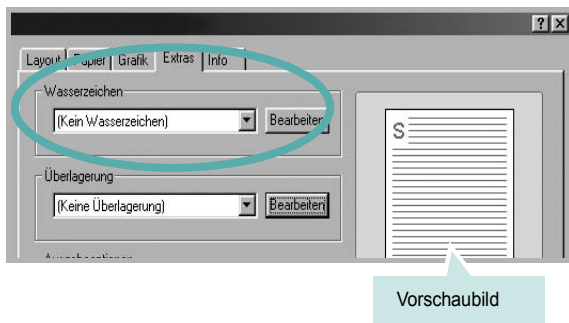 ? ×
Layout Papier Grafik Extras Info
Wasserzeichen
(Kein Wasserzeichen) Bearbeiten
S
Überlagerung
(Keine Überlagerung) Bearbeiten
Vorschaubild